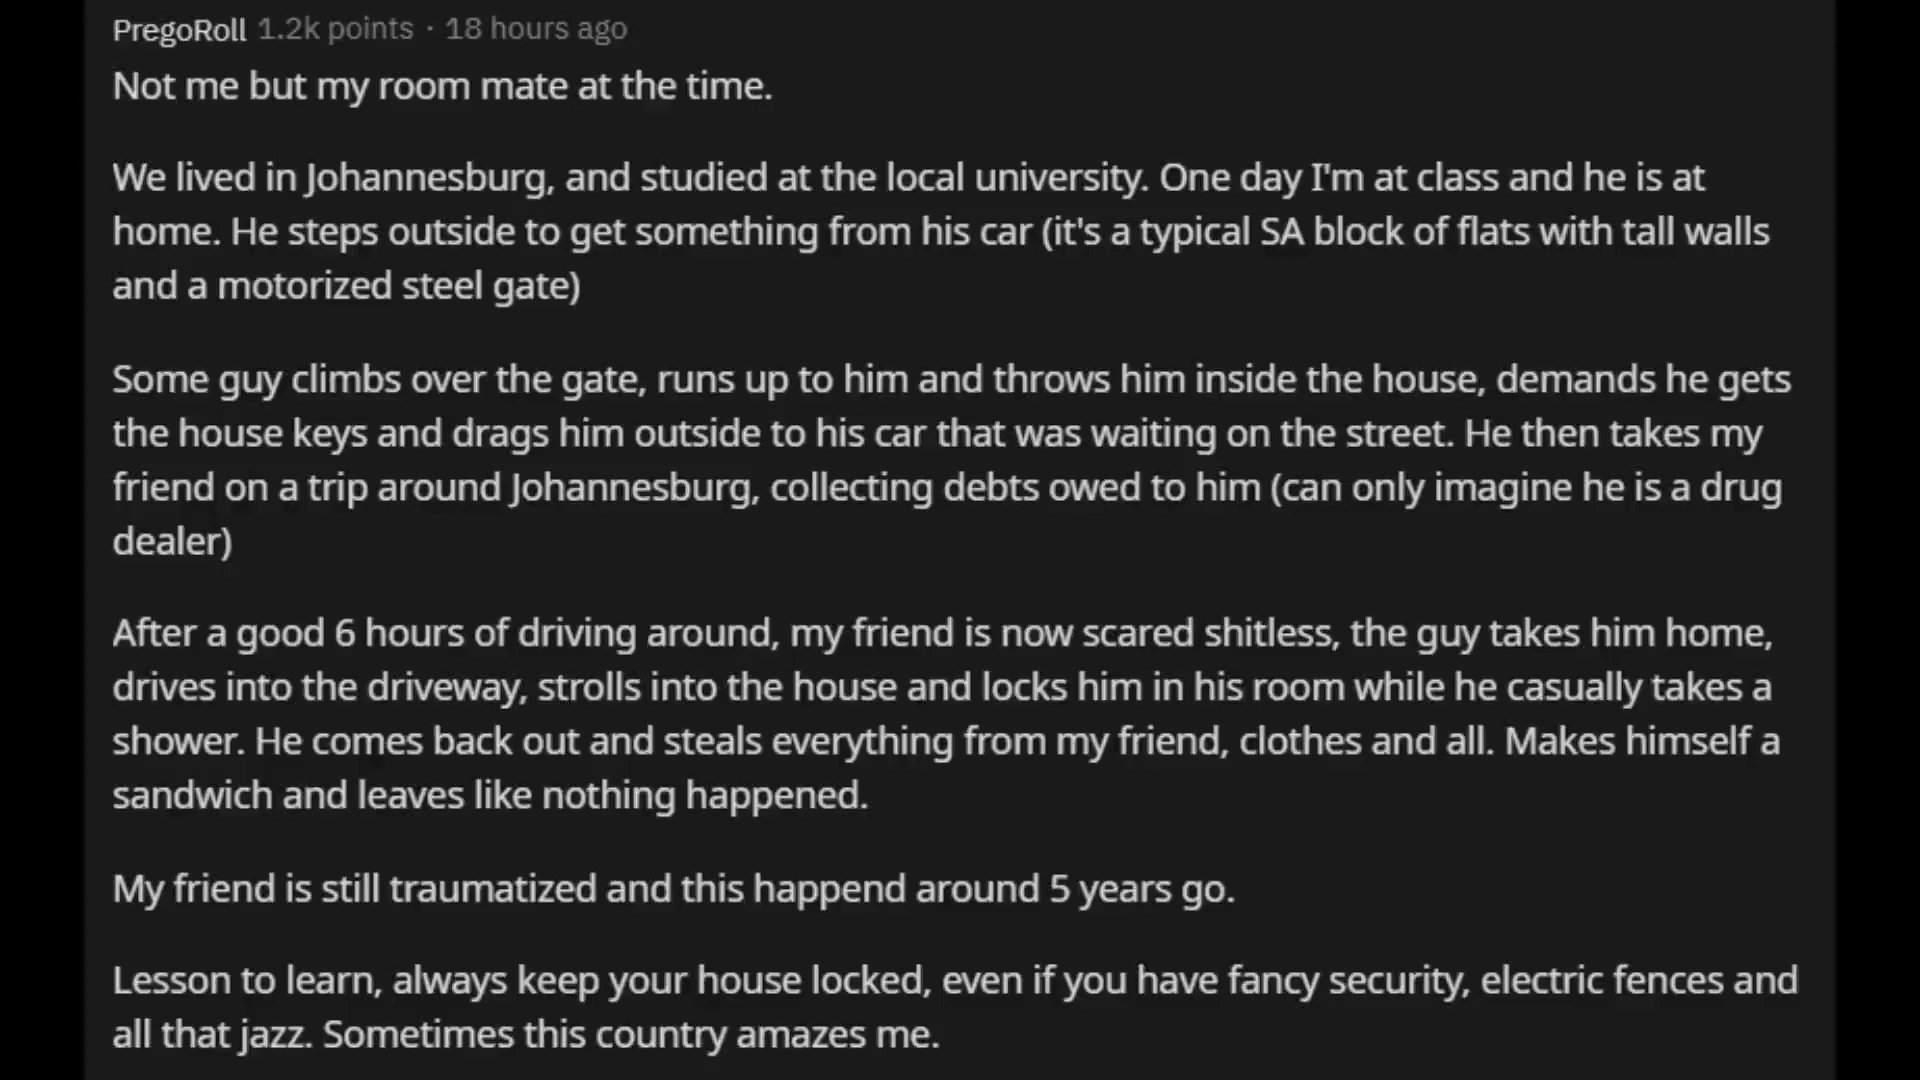 PregoRoll 1.2k points · 18 hours ago
Not me but my room mate at the time.
We lived in Johannesburg, and studied at the local university. One day I'm at class and he is at
home. He steps outside to get something from his car (it's a typical SA block of flats with tall walls
and a motorized steel gate)
Some guy climbs over the gate, runs up to him and throws him inside the house, demands he gets
the house keys and drags him outside to his car that was waiting on the street. He then takes my
friend on a trip around Johannesburg, collecting debts owed to him (can only imagine he is a drug
dealer)
After a good 6 hours of driving around, my friend is now scared shitless, the guy takes him home,
drives into the driveway, strolls into the house and locks him in his room while he casually takes a
shower. He comes back out and steals everything from my friend, clothes and all. Makes himself a
sandwich and leaves like nothing happened.
My friend is still traumatized and this happend around 5 years go.
Lesson to learn, always keep your house locked, even if you have fancy security, electric fences and
all that jazz. Sometimes this country amazes me.